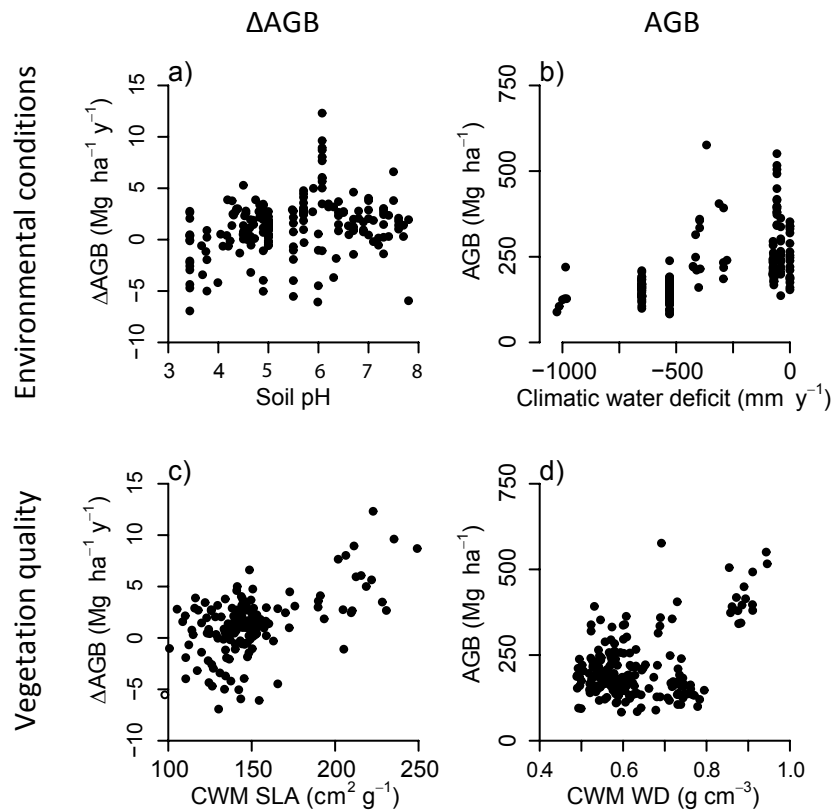 ΔAGB
AGB
Environmental conditions
a)
ΔAGB (Mg ha⁻¹ y⁻¹)
15
10
5
0
−5
−10
3 4 5 6 7 8
Soil pH
b)
AGB (Mg ha⁻¹)
750
500
250
0
−1000 −500 0
Climatic water deficit (mm y⁻¹)
Vegetation quality
c)
ΔAGB (Mg ha⁻¹ y⁻¹)
15
10
5
0
−5
−10
100 150 200 250
CWM SLA (cm² g⁻¹)
d)
AGB (Mg ha⁻¹)
750
500
250
0
0.4 0.6 0.8 1.0
CWM WD (g cm⁻³)